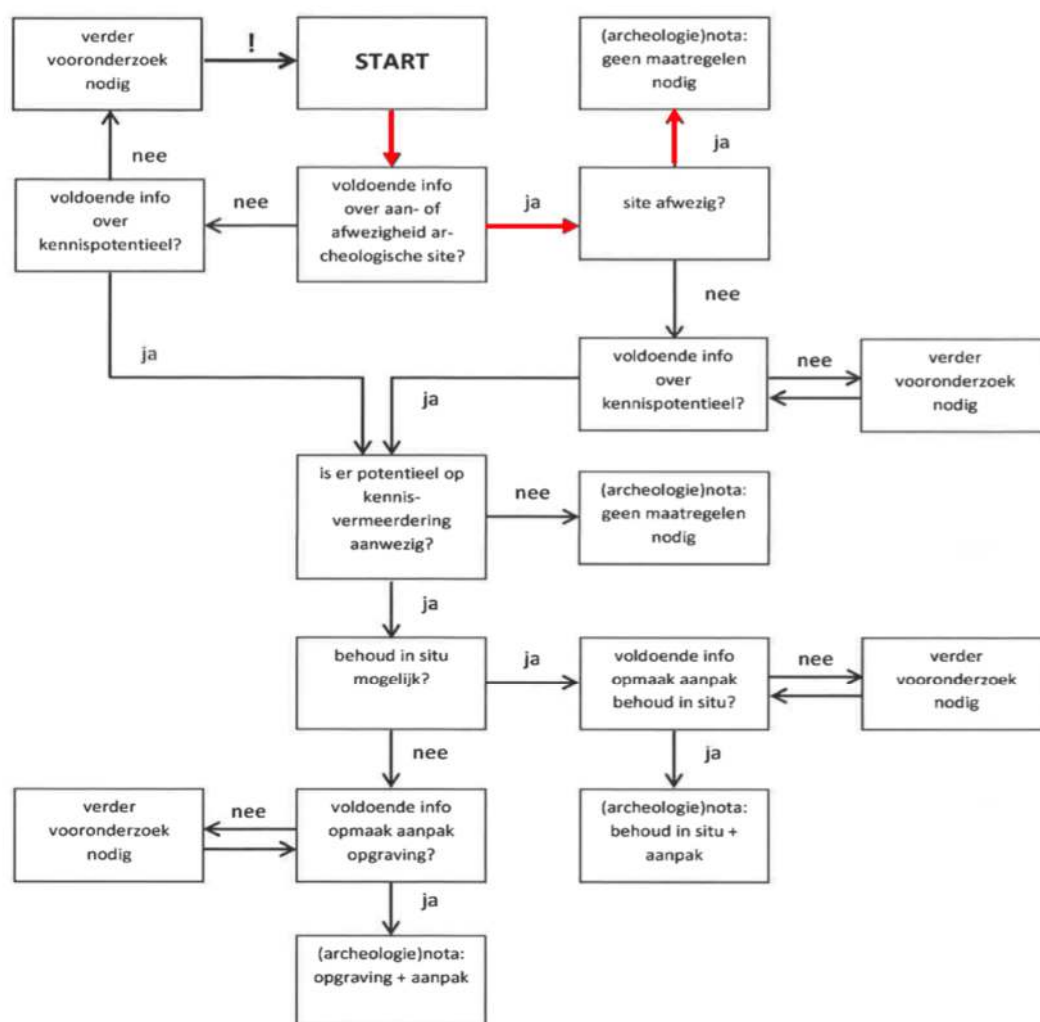 verder
vooronderzoek
nodig
!
START
(archeologie)nota:
geen maatregelen
nodig
nee
ja
voldoende info
over
kennispotentieel?
nee
voldoende info
over aan- of
afwezigheid ar-
cheologische site?
ja
site afwezig?
nee
ja
voldoende info
over
kennispotentieel?
nee
verder
vooronderzoek
nodig
ja
is er potentieel op
kennis-
vermeerdering
aanwezig?
nee
(archeologie)nota:
geen maatregelen
nodig
ja
behoud in situ
mogelijk?
ja
voldoende info
opmaak aanpak
behoud in situ?
nee
verder
vooronderzoek
nodig
nee
ja
verder
vooronderzoek
nodig
nee
voldoende info
opmaak aanpak
opgraving?
(archeologie)nota:
behoud in situ +
aanpak
ja
(archeologie)nota:
opgraving + aanpak